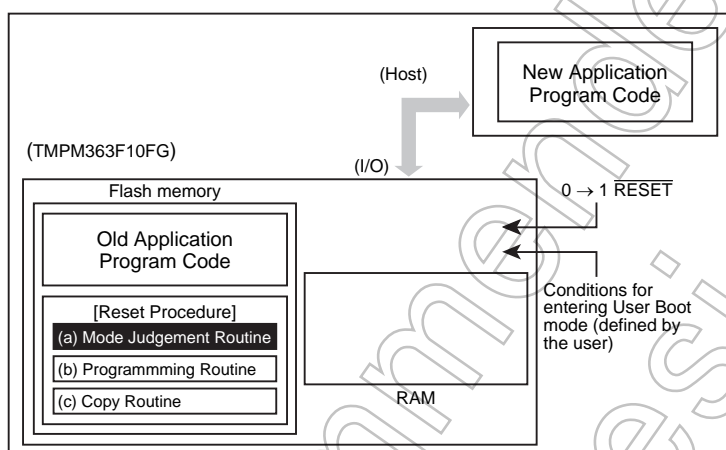 New Application
Program Code
(Host)
(TMPM363F10FG)
(I/O)
Flash memory
0 → 1 RESET
Old Application
Program Code
[Reset Procedure]
(a) Mode Judgement Routine
(b) Programmming Routine
(c) Copy Routine
RAM
Conditions for
entering User Boot
mode (defined by
the user)